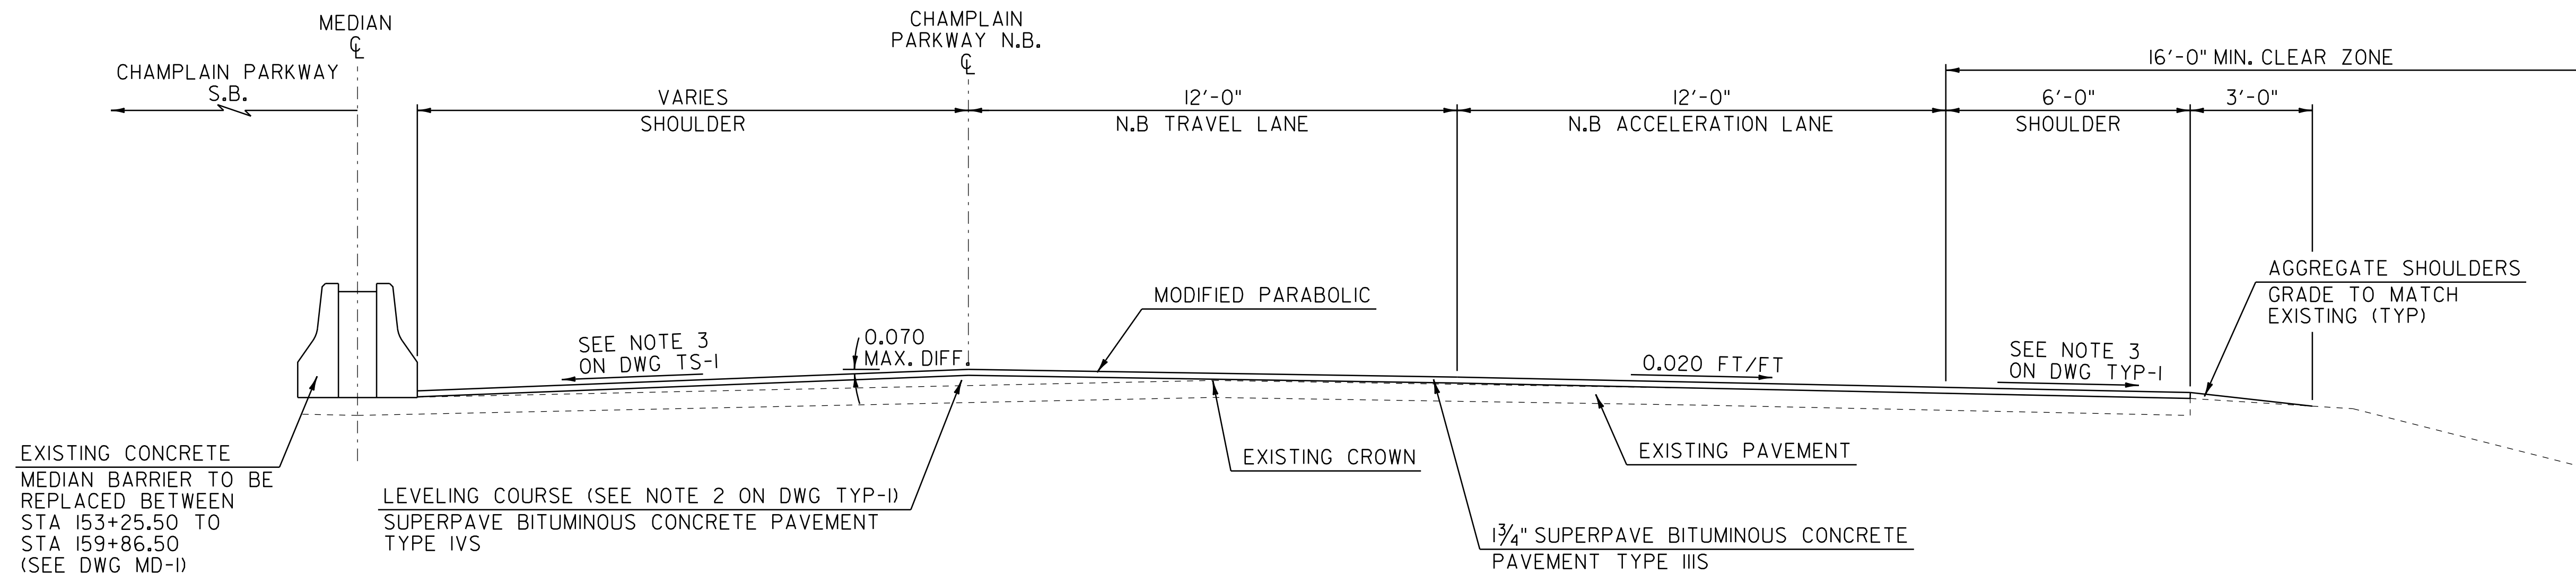 MEDIAN
℄
CHAMPLAIN PARKWAY
S.B.
CHAMPLAIN
PARKWAY N.B.
℄
16'-0" MIN. CLEAR ZONE
VARIES
SHOULDER
12'-0"
N.B TRAVEL LANE
12'-0"
N.B ACCELERATION LANE
6'-0"
SHOULDER
3'-0"
AGGREGATE SHOULDERS
GRADE TO MATCH
EXISTING (TYP)
MODIFIED PARABOLIC
SEE NOTE 3
ON DWG TS-1
0.070
MAX. DIFF.
0.020 FT/FT
SEE NOTE 3
ON DWG TYP-1
EXISTING CONCRETE
MEDIAN BARRIER TO BE
REPLACED BETWEEN
STA 153+25.50 TO
STA 159+86.50
(SEE DWG MD-1)
LEVELING COURSE (SEE NOTE 2 ON DWG TYP-1)
SUPERPAVE BITUMINOUS CONCRETE PAVEMENT
TYPE IVS
EXISTING CROWN
EXISTING PAVEMENT
1¾" SUPERPAVE BITUMINOUS CONCRETE
PAVEMENT TYPE IIIS